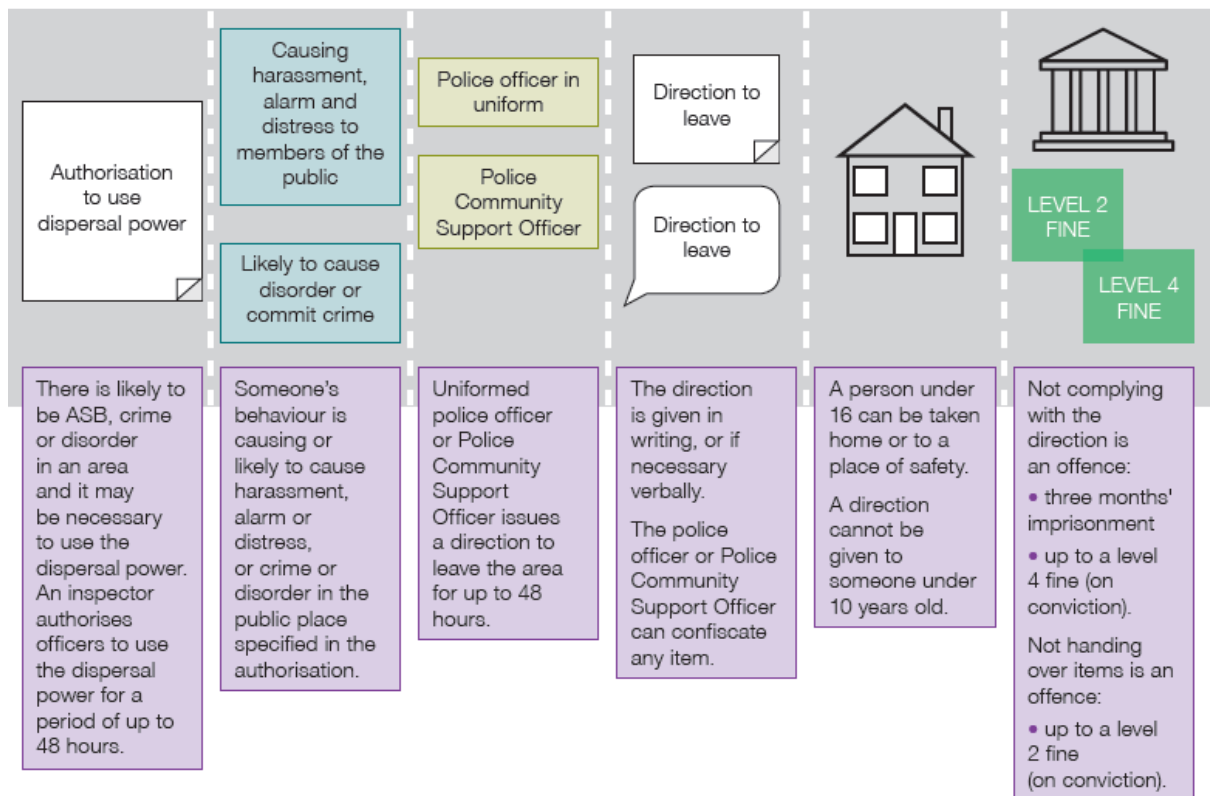 Authorisation
to use
dispersal power
Causing
harassment,
alarm and
distress to
members of the
public
Likely to cause
disorder or
commit crime
Police officer in
uniform
Police
Community
Support Officer
Direction to
leave
Direction to
leave
LEVEL 2
FINE
LEVEL 4
FINE
There is likely to
be ASB, crime
or disorder
in an area
and it may
be necessary
to use the
dispersal power.
An inspector
authorises
officers to use
the dispersal
power for a
period of up to
48 hours.
Someone's
behaviour is
causing or
likely to cause
harassment,
alarm or
distress,
or crime or
disorder in the
public place
specified in the
authorisation.
Uniformed
police officer
or Police
Community
Support
Officer issues
a direction to
leave the area
for up to 48
hours.
The direction
is given in
writing, or if
necessary
verbally.
The police
officer or Police
Community
Support Officer
can confiscate
any item.
A person under
16 can be taken
home or to a
place of safety.
A direction
cannot be
given to
someone under
10 years old.
Not complying
with the
direction is
an offence:
• three months'
imprisonment
• up to a level
4 fine (on
conviction).
Not handing
over items is an
offence:
• up to a level
2 fine
(on conviction).